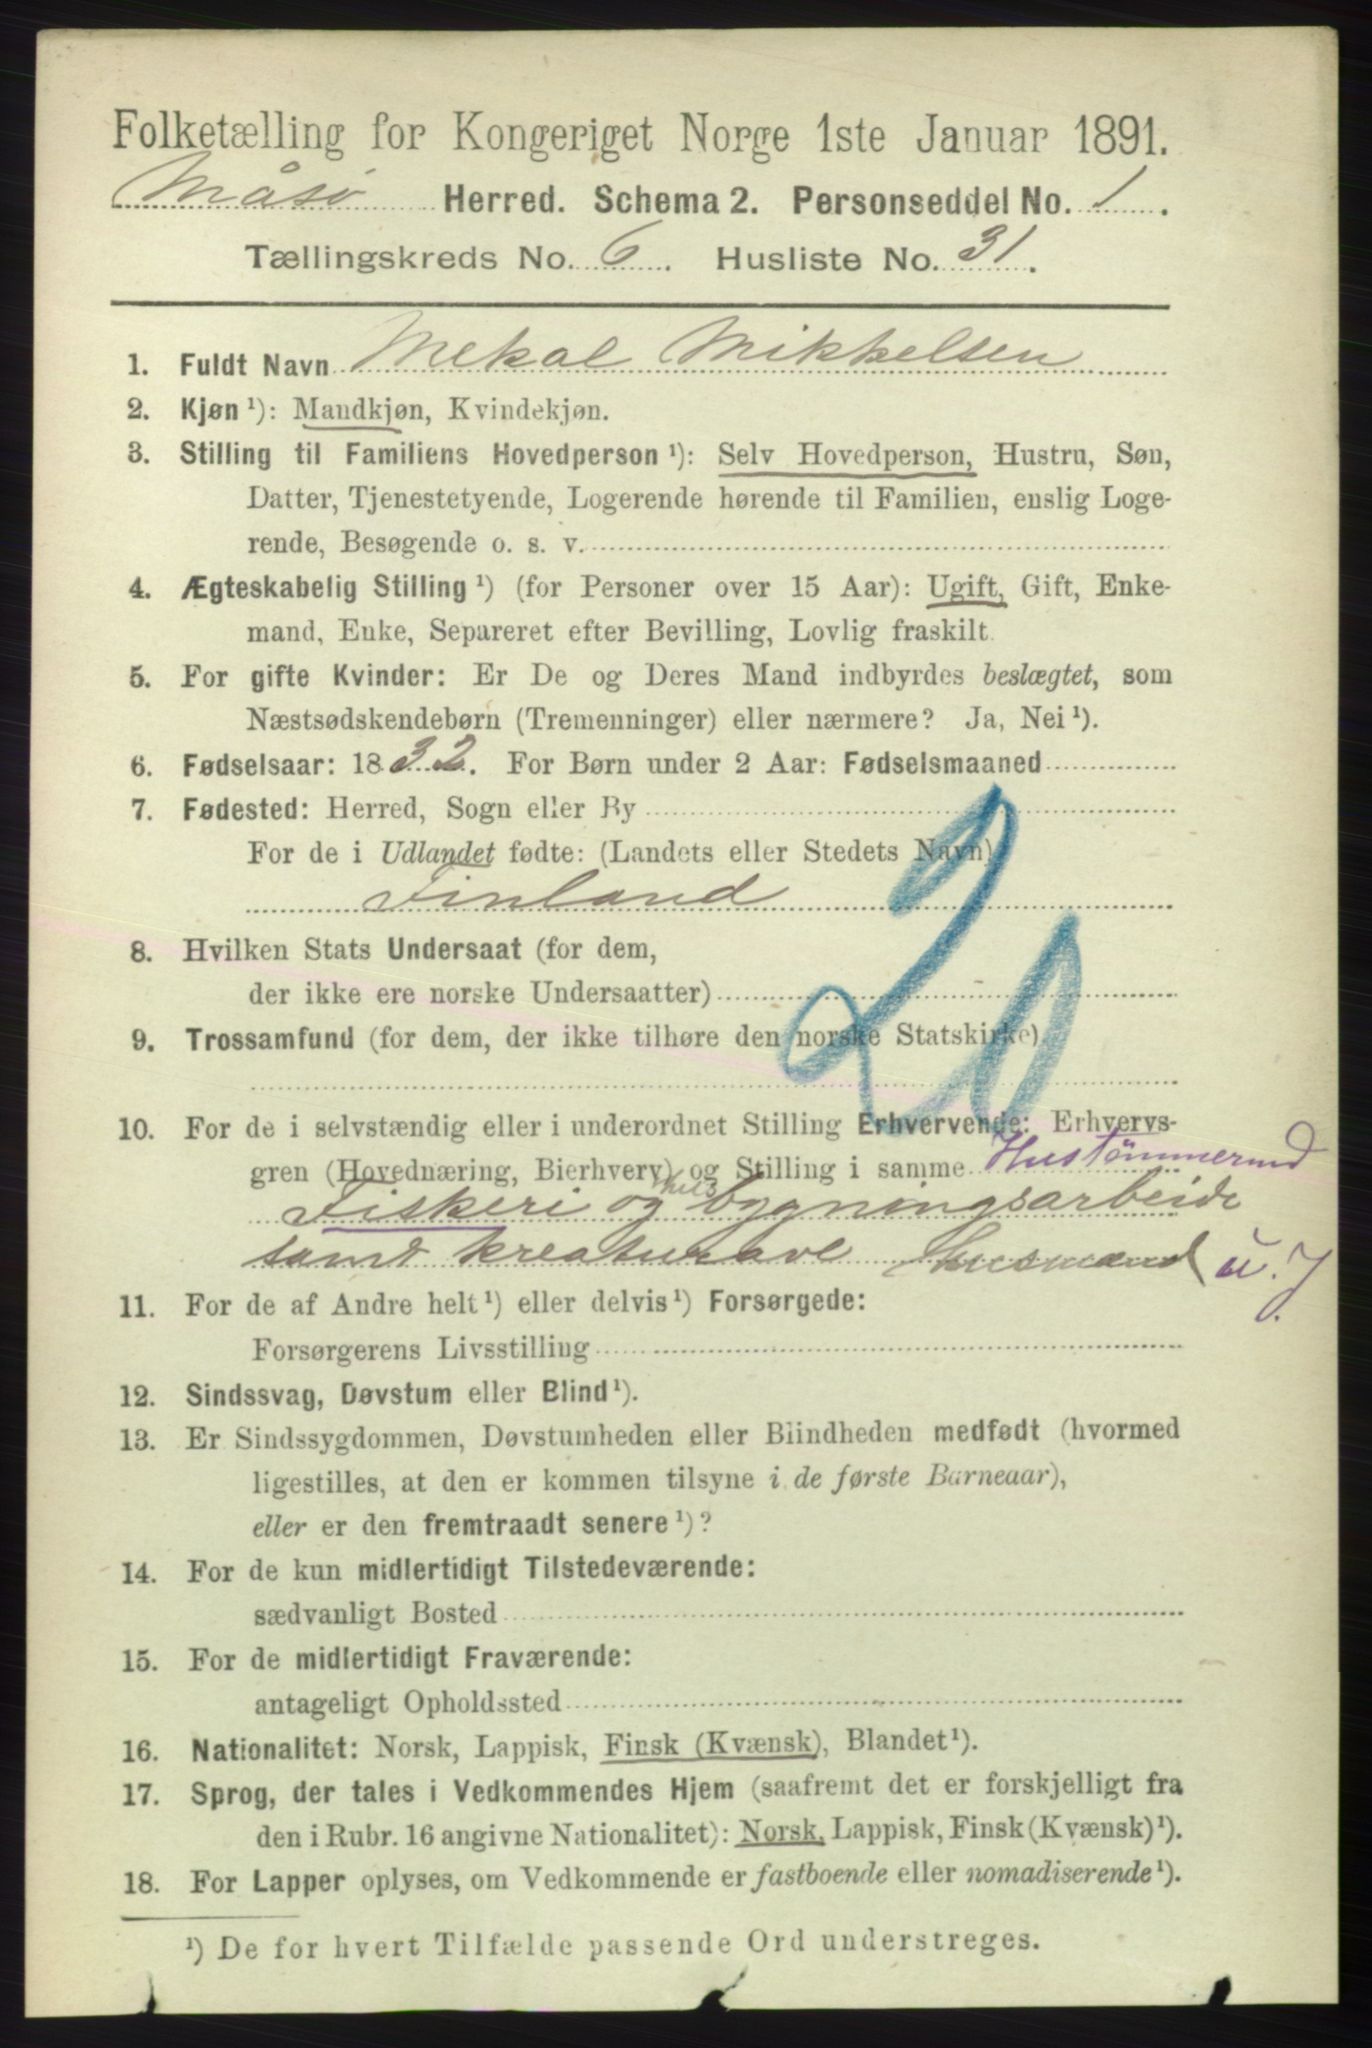 Folketælling for Kongeriget Norge 1ste Januar 1891.
Måsø Herred. Schema 2. Personseddel No. 1.
Tællingskreds No. 6. Husliste No. 31.
1. Fuldt Navn Mekal Mikkelsen
2. Kjøn ¹): Mandkjøn, Kvindekjøn.
3. Stilling til Familiens Hovedperson ¹): Selv Hovedperson, Hustru, Søn,
Datter, Tjenestetyende, Logerende hørende til Familien, enslig Loge-
rende, Besøgende o. s. v.
4. Ægteskabelig Stilling ¹) (for Personer over 15 Aar): Ugift, Gift, Enke-
mand, Enke, Separeret efter Bevilling, Lovlig fraskilt.
5. For gifte Kvinder: Er De og Deres Mand indbyrdes beslægtet, som
Næstsødskendebørn (Tremenninger) eller nærmere? Ja, Nei ¹).
6. Fødselsaar: 1832. For Børn under 2 Aar: Fødselsmaaned
7. Fødested: Herred, Sogn eller By
For de i Udlandet fødte: (Landets eller Stedets Navn)
Finland
20
8. Hvilken Stats Undersaat (for dem,
der ikke ere norske Undersaatter)
9. Trossamfund (for dem, der ikke tilhøre den norske Statskirke)
10. For de i selvstændig eller i underordnet Stilling Erhvervende: Erhvervs-
gren (Hovednæring, Bierhverv) og Stilling i samme Hustømmermd
Fiskeri og hus bygningsarbeide
samt kreaturavl Husmand u. J.
11. For de af Andre helt ¹) eller delvis ¹) Forsørgede:
Forsørgerens Livsstilling
12. Sindssvag, Døvstum eller Blind ¹).
13. Er Sindssygdommen, Døvstumheden eller Blindheden medfødt (hvormed
ligestilles, at den er kommen tilsyne i de første Barneaar),
eller er den fremtraadt senere ¹)?
14. For de kun midlertidigt Tilstedeværende:
sædvanligt Bosted
15. For de midlertidigt Fraværende:
antageligt Opholdssted
16. Nationalitet: Norsk, Lappisk, Finsk (Kvænsk), Blandet ¹).
17. Sprog, der tales i Vedkommendes Hjem (saafremt det er forskjelligt fra
den i Rubr. 16 angivne Nationalitet): Norsk, Lappisk, Finsk (Kvænsk) ¹).
18. For Lapper oplyses, om Vedkommende er fastboende eller nomadiserende ¹).
¹) De for hvert Tilfælde passende Ord understreges.